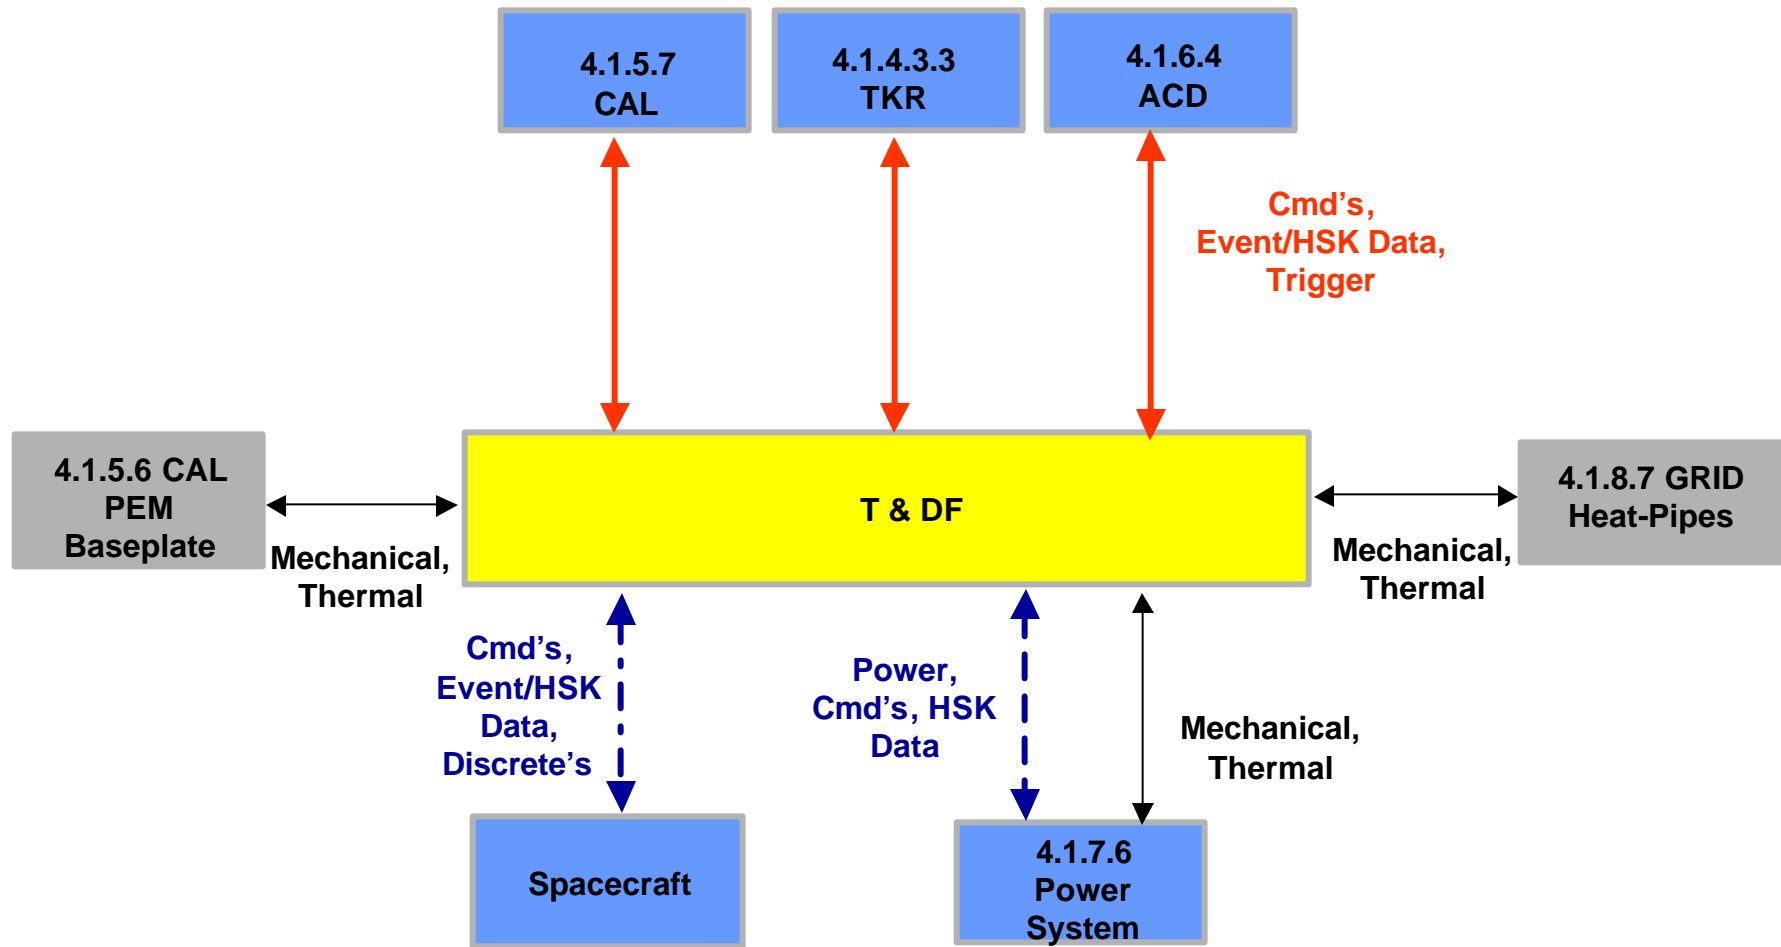 4.1.5.7
CAL
4.1.4.3.3
TKR
4.1.6.4
ACD
Cmd’s,
Event/HSK Data,
Trigger
4.1.5.6 CAL
PEM
Baseplate
Mechanical,
Thermal
T & DF
4.1.8.7 GRID
Heat-Pipes
Mechanical,
Thermal
Cmd’s,
Event/HSK
Data,
Discrete’s
Power,
Cmd’s, HSK
Data
Mechanical,
Thermal
Spacecraft
4.1.7.6
Power
System